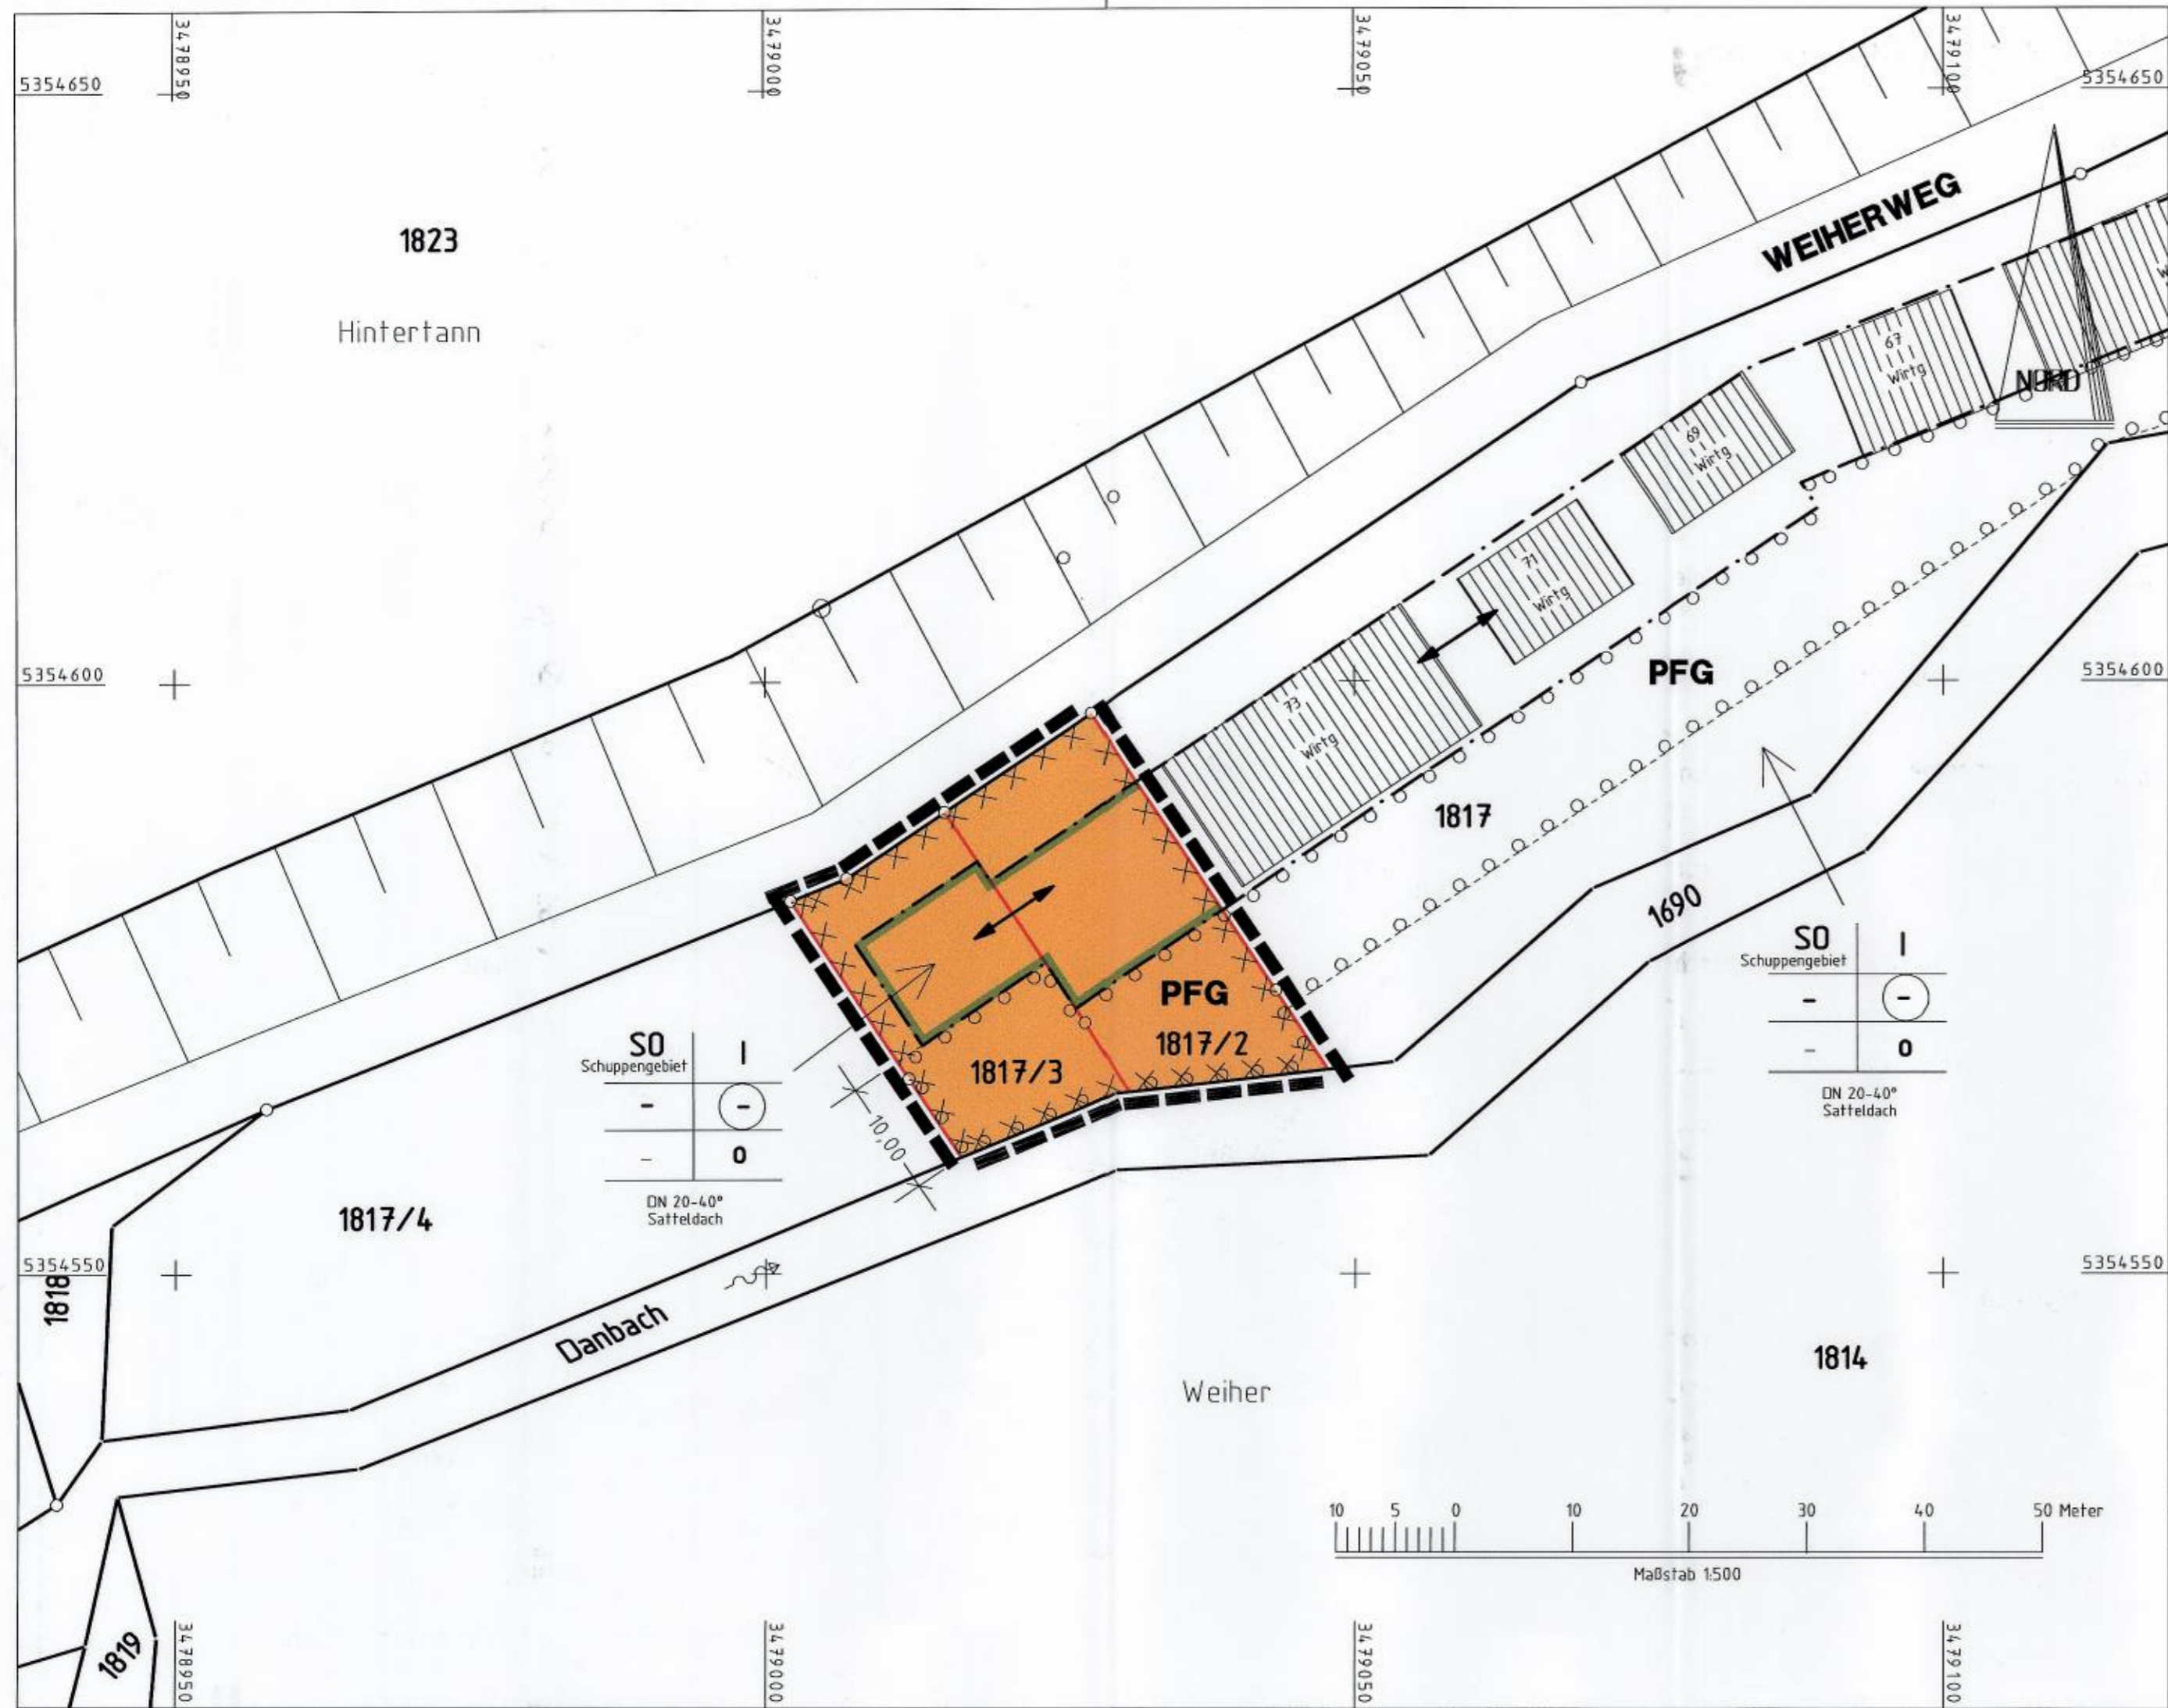 3478950
3479000
3479050
3479100
5354650
5354650
WEIHERWEG
1823
Hintertann
67
Wirtg
NORD
69
Wirtg
71
Wirtg
5354600
5354600
PFG
73
Wirtg
1817
1690
SO
Schuppengebiet
I
-
-
-
0
DN 20-40°
Satteldach
PFG
1817/2
1817/3
SO
Schuppengebiet
I
-
-
-
0
DN 20-40°
Satteldach
10,00
1817/4
5354550
5354550
1818
Danbach
1814
Weiher
10 5 0 10 20 30 40 50 Meter
Maßstab 1:500
1819
3478950
3479000
3479050
3479100